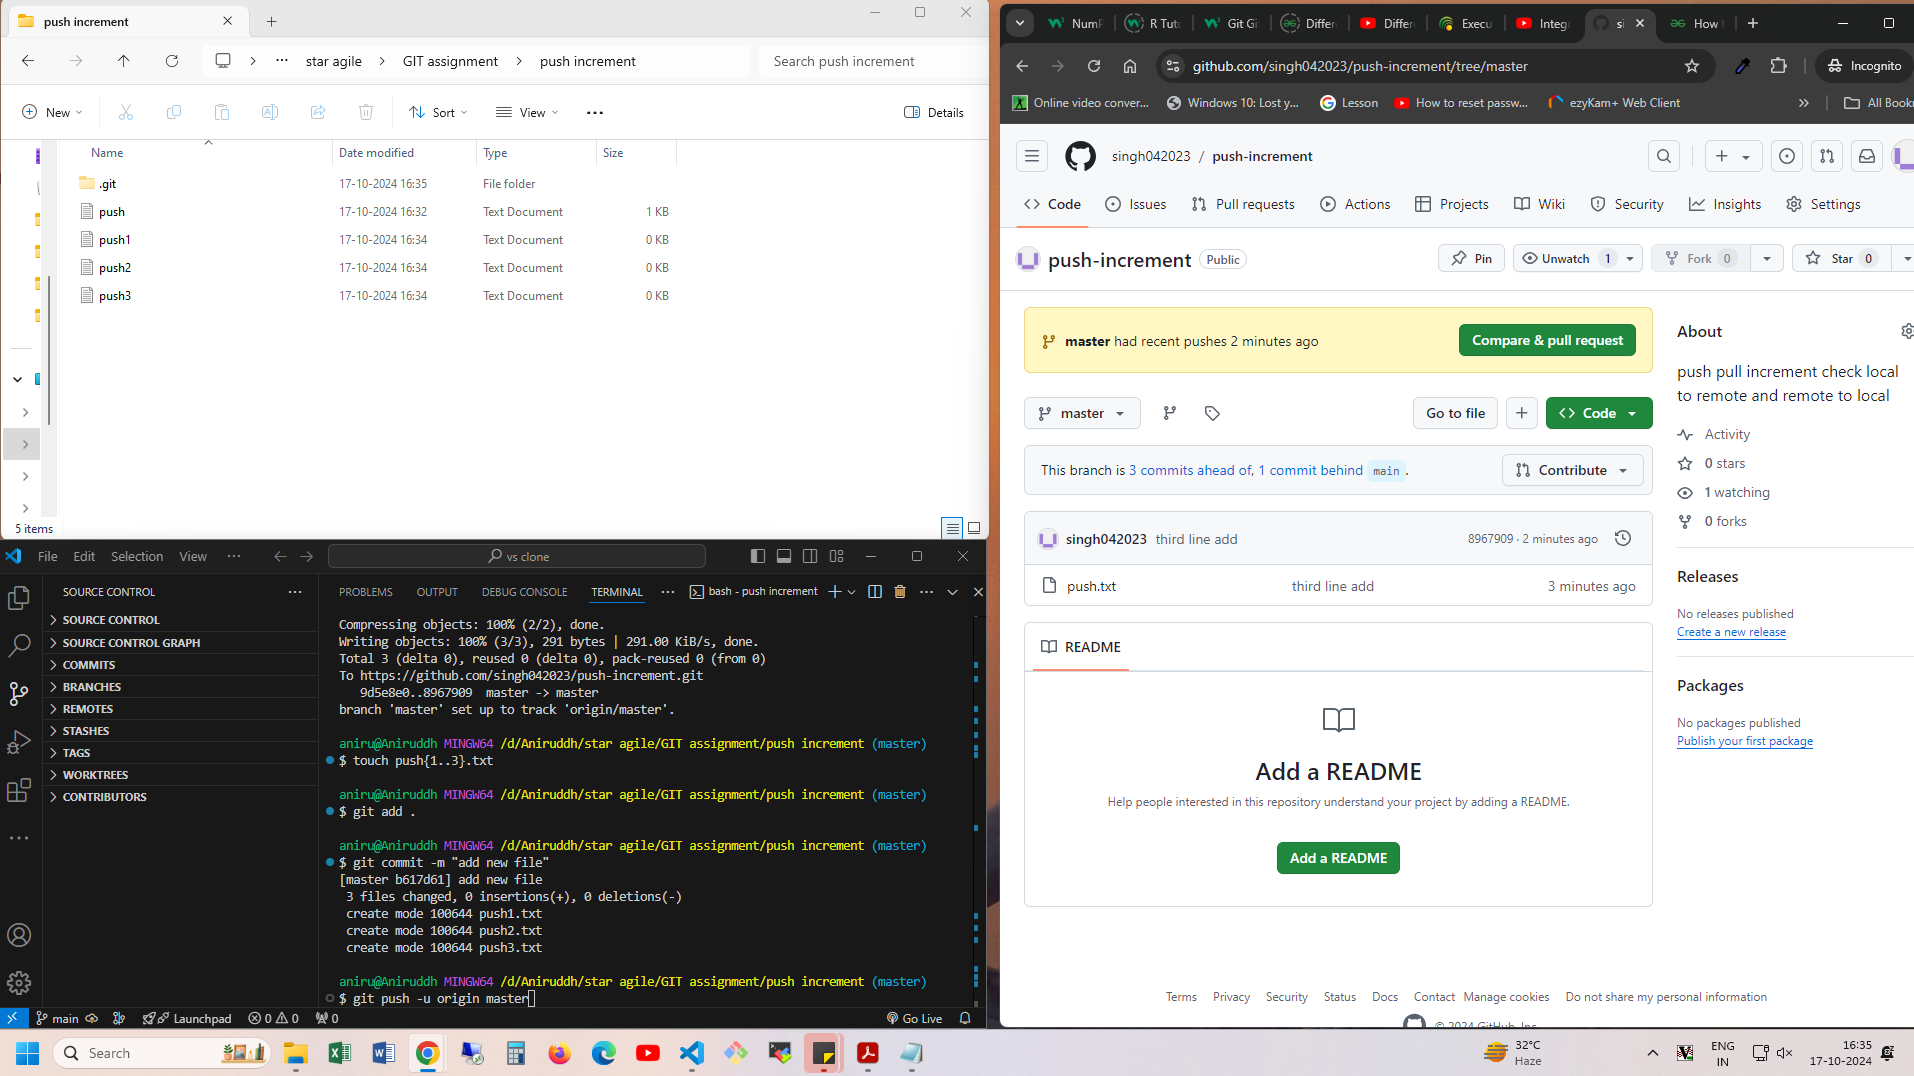 push increment
star agile
GIT assignment
push increment
Search push increment
New
Sort
View
Details
Name
Date modified
Type
Size
.git 17-10-2024 16:35 File folder
push 17-10-2024 16:32 Text Document 1 KB
push1 17-10-2024 16:34 Text Document 0 KB
push2 17-10-2024 16:34 Text Document 0 KB
push3 17-10-2024 16:34 Text Document 0 KB
5 items
File Edit Selection View
vs clone
SOURCE CONTROL
SOURCE CONTROL
SOURCE CONTROL GRAPH
COMMITS
BRANCHES
REMOTES
STASHES
TAGS
WORKTREES
CONTRIBUTORS
PROBLEMS OUTPUT DEBUG CONSOLE TERMINAL
bash - push increment
Compressing objects: 100% (2/2), done.
Writing objects: 100% (3/3), 291 bytes | 291.00 KiB/s, done.
Total 3 (delta 0), reused 0 (delta 0), pack-reused 0 (from 0)
To https://github.com/singh042023/push-increment.git
9d5e8e0..8967909 master -> master
branch 'master' set up to track 'origin/master'.
aniru@Aniruddh MINGW64 /d/Aniruddh/star agile/GIT assignment/push increment (master)
$ touch push{1..3}.txt
aniru@Aniruddh MINGW64 /d/Aniruddh/star agile/GIT assignment/push increment (master)
$ git add .
aniru@Aniruddh MINGW64 /d/Aniruddh/star agile/GIT assignment/push increment (master)
$ git commit -m "add new file"
[master b617d61] add new file
3 files changed, 0 insertions(+), 0 deletions(-)
create mode 100644 push1.txt
create mode 100644 push2.txt
create mode 100644 push3.txt
aniru@Aniruddh MINGW64 /d/Aniruddh/star agile/GIT assignment/push increment (master)
$ git push -u origin master
main
Launchpad
0 0
0
Go Live
R Tut
Git G
Differ
Differ
Execu
Integr
How
github.com/singh042023/push-increment/tree/master
Incognito
Online video conver...
Windows 10: Lost y...
Lesson
How to reset passw...
ezyKam+ Web Client
All Book
singh042023 / push-increment
Code Issues Pull requests Actions Projects Wiki Security Insights Settings
push-increment Public
Pin
Unwatch 1
Fork 0
Star 0
master had recent pushes 2 minutes ago
Compare & pull request
master
Go to file
Code
This branch is 3 commits ahead of, 1 commit behind main .
Contribute
singh042023 third line add 8967909 · 2 minutes ago
push.txt third line add 3 minutes ago
README
Add a README
Help people interested in this repository understand your project by adding a README.
Add a README
About
push pull increment check local
to remote and remote to local
Activity
0 stars
1 watching
0 forks
Releases
No releases published
Create a new release
Packages
No packages published
Publish your first package
Terms Privacy Security Status Docs Contact Manage cookies Do not share my personal information
© 2024 GitHub, Inc.
Search
32°C
Haze
ENG
IN
16:35
17-10-2024